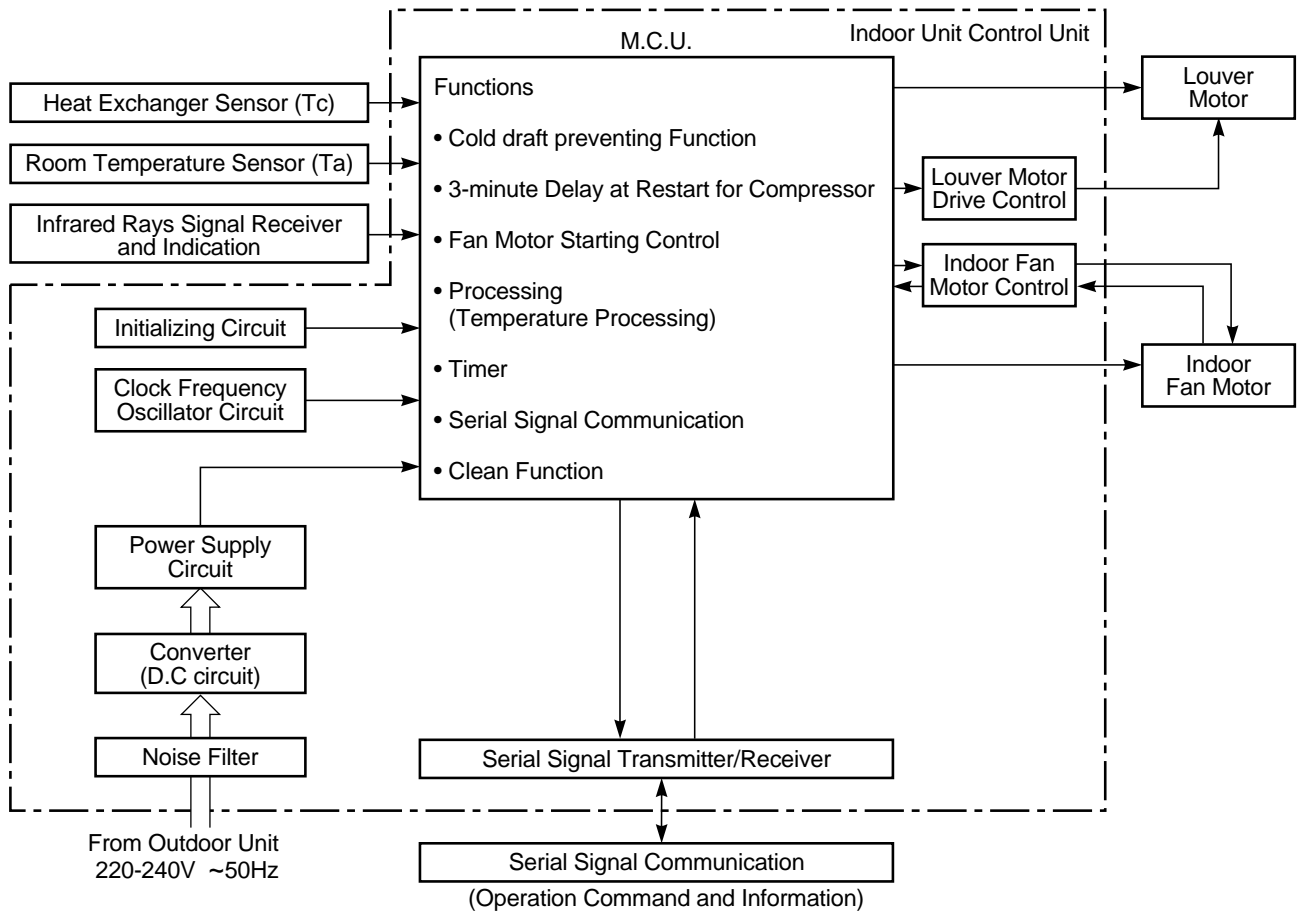 M.C.U.
Indoor Unit Control Unit
Heat Exchanger Sensor (Tc)
Room Temperature Sensor (Ta)
Infrared Rays Signal Receiver
and Indication
Initializing Circuit
Clock Frequency
Oscillator Circuit
Power Supply
Circuit
Converter
(D.C circuit)
Noise Filter
From Outdoor Unit
220-240V ~50Hz
Functions
• Cold draft preventing Function
• 3-minute Delay at Restart for Compressor
• Fan Motor Starting Control
• Processing
(Temperature Processing)
• Timer
• Serial Signal Communication
• Clean Function
Louver
Motor
Louver Motor
Drive Control
Indoor Fan
Motor Control
Indoor
Fan Motor
Serial Signal Transmitter/Receiver
Serial Signal Communication
(Operation Command and Information)